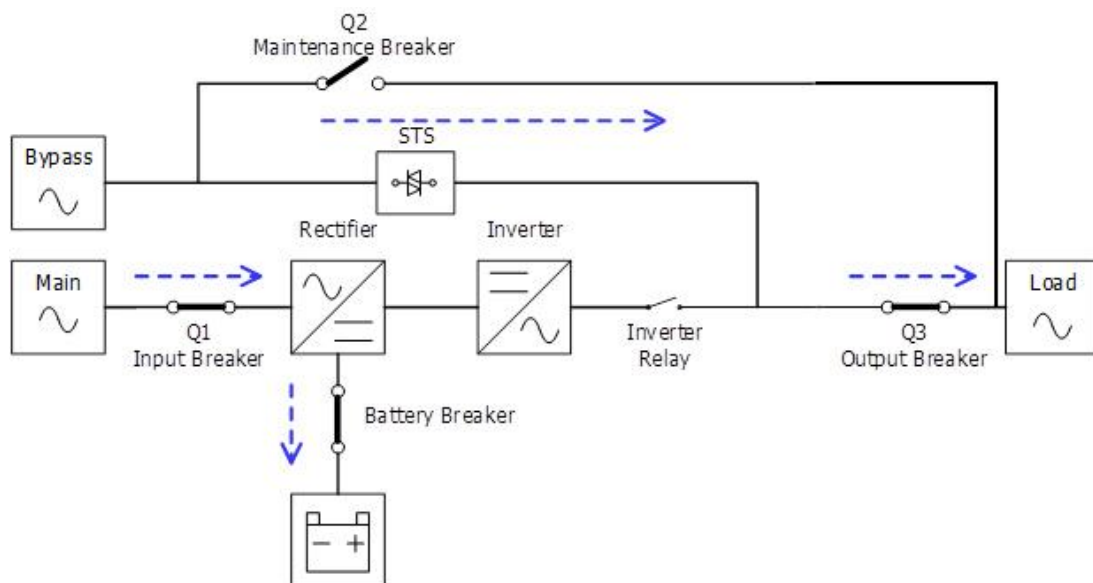 Q2
Maintenance Breaker
STS
Bypass
Rectifier
Inverter
Main
Load
Q1
Input Breaker
Inverter
Relay
Q3
Output Breaker
Battery Breaker
- +